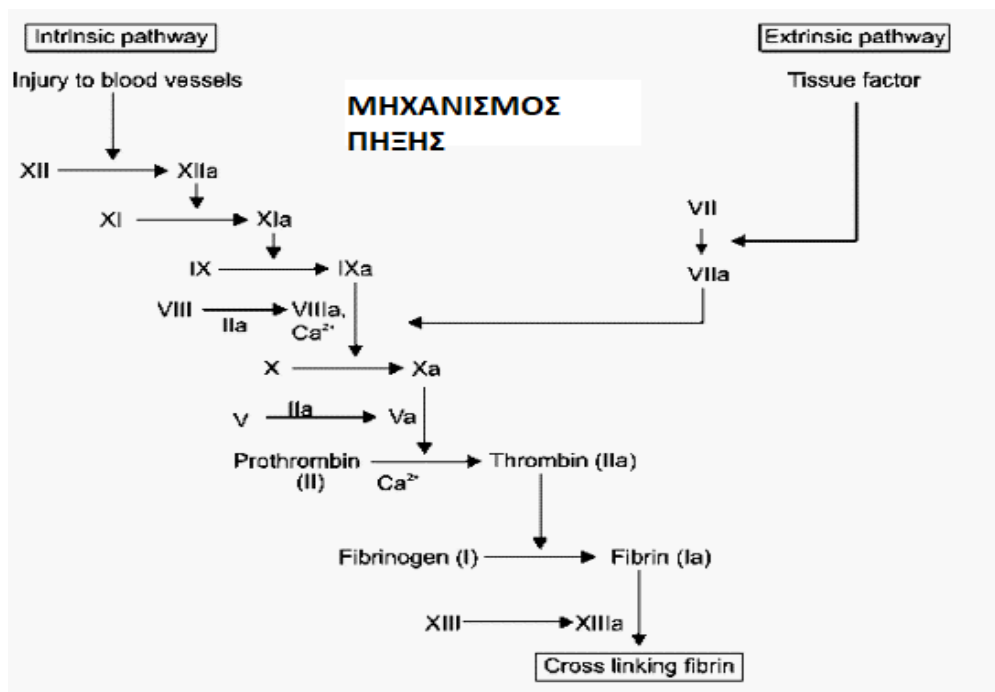 Intrinsic pathway
Extrinsic pathway
Injury to blood vessels
Tissue factor
ΜΗΧΑΝΙΣΜΟΣ
ΠΗΞΗΣ
XII XIIa
XI XIa
VII
IX IXa
VIIa
VIII IIa VIIIa,
Ca²⁺
X Xa
V IIa Va
Prothrombin Thrombin (IIa)
(II) Ca²⁺
Fibrinogen (I) Fibrin (Ia)
XIII XIIIa
Cross linking fibrin